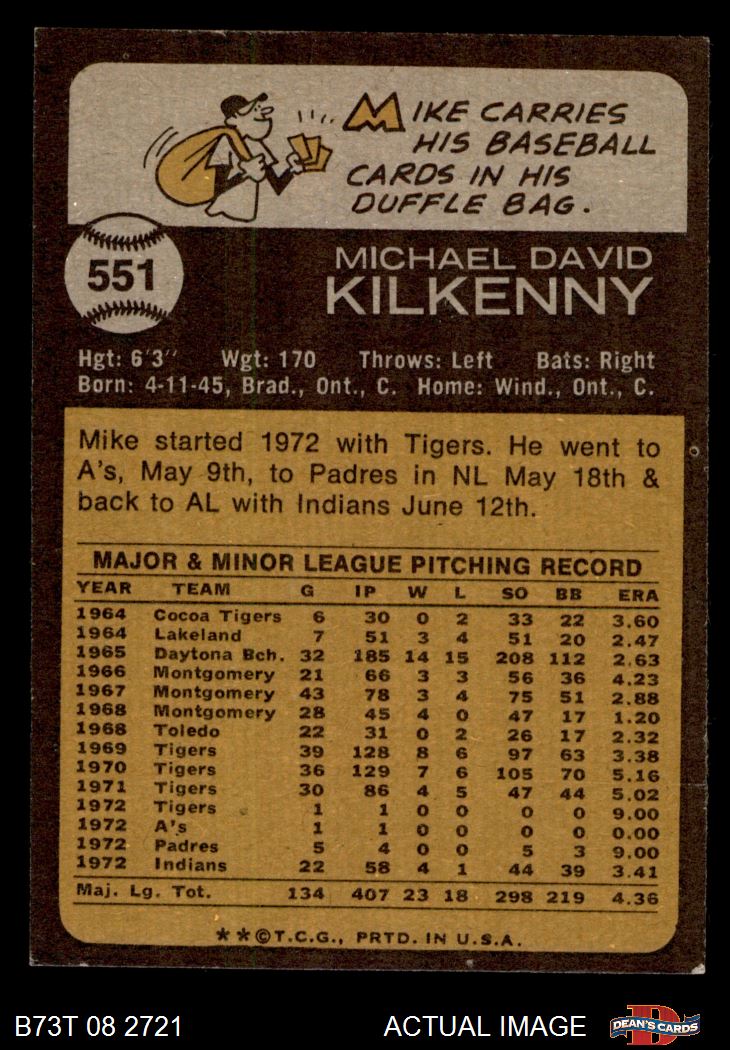 MIKE CARRIES
HIS BASEBALL
CARDS IN HIS
DUFFLE BAG.
551
MICHAEL DAVID
KILKENNY
Hgt: 6'3" Wgt: 170 Throws: Left Bats: Right
Born: 4-11-45, Brad., Ont., C. Home: Wind., Ont., C.
Mike started 1972 with Tigers. He went to
A's, May 9th, to Padres in NL May 18th &
back to AL with Indians June 12th.
MAJOR & MINOR LEAGUE PITCHING RECORD
YEAR TEAM G IP W L SO BB ERA
1964 Cocoa Tigers 6 30 0 2 33 22 3.60
1964 Lakeland 7 51 3 4 51 20 2.47
1965 Daytona Bch. 32 185 14 15 208 112 2.63
1966 Montgomery 21 66 3 3 56 36 4.23
1967 Montgomery 43 78 3 4 75 51 2.88
1968 Montgomery 28 45 4 0 47 17 1.20
1968 Toledo 22 31 0 2 26 17 2.32
1969 Tigers 39 128 8 6 97 63 3.38
1970 Tigers 36 129 7 6 105 70 5.16
1971 Tigers 30 86 4 5 47 44 5.02
1972 Tigers 1 1 0 0 0 0 9.00
1972 A's 1 1 0 0 0 0 0.00
1972 Padres 5 4 0 0 5 3 9.00
1972 Indians 22 58 4 1 44 39 3.41
Maj. Lg. Tot. 134 407 23 18 298 219 4.36
**©T.C.G., PRTD. IN U.S.A.
B73T 08 2721 ACTUAL IMAGE DEAN'S CARDS